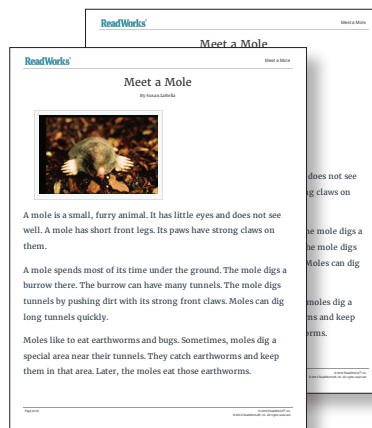 ReadWorks®
Meet a Mole
Meet a Mole
ReadWorks®
Meet a Mole
Meet a Mole
By Susan LaBella
A mole is a small, furry animal. It has little eyes and does not see
well. A mole has short front legs. Its paws have strong claws on
them.
A mole spends most of its time under the ground. The mole digs a
burrow there. The burrow can have many tunnels. The mole digs
tunnels by pushing dirt with its strong front claws. Moles can dig
long tunnels quickly.
Moles like to eat earthworms and bugs. Sometimes, moles dig a
special area near their tunnels. They catch earthworms and keep
them in that area. Later, the moles eat those earthworms.
does not see
g claws on
he mole digs a
he mole digs
Moles can dig
moles dig a
ns and keep
orms.